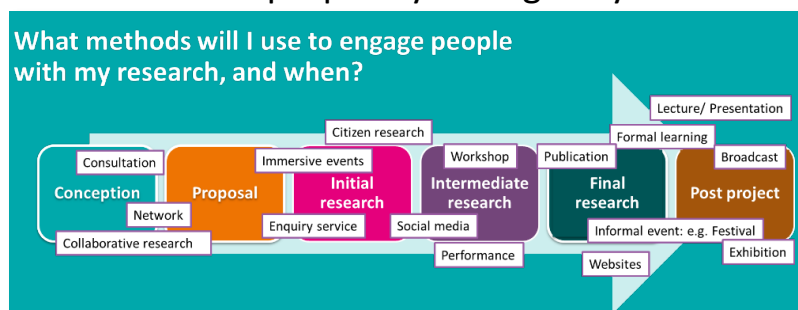 What methods will I use to engage people
with my research, and when?
Lecture/ Presentation
Citizen research
Formal learning
Consultation
Immersive events
Workshop
Publication
Broadcast
Conception
Proposal
Initial
research
Intermediate
research
Final
research
Post project
Network
Enquiry service
Social media
Informal event: e.g. Festival
Collaborative research
Performance
Exhibition
Websites